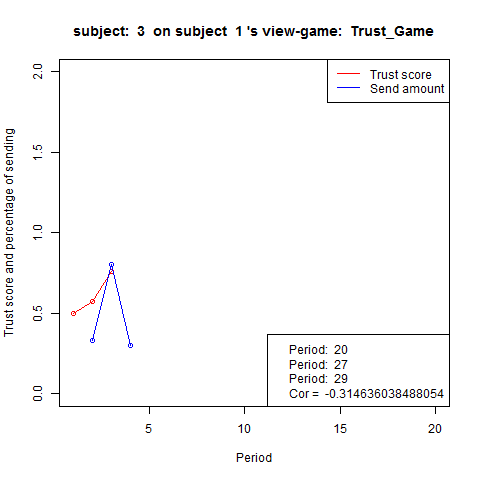 subject:  3  on subject  1 's view-game:  Trust_Game
Trust score
Send amount
Trust score and percentage of sending
2.0
1.5
1.0
0.5
0.0
Period:  20
Period:  27
Period:  29
Cor =  -0.314636038488054
5
10
15
20
Period